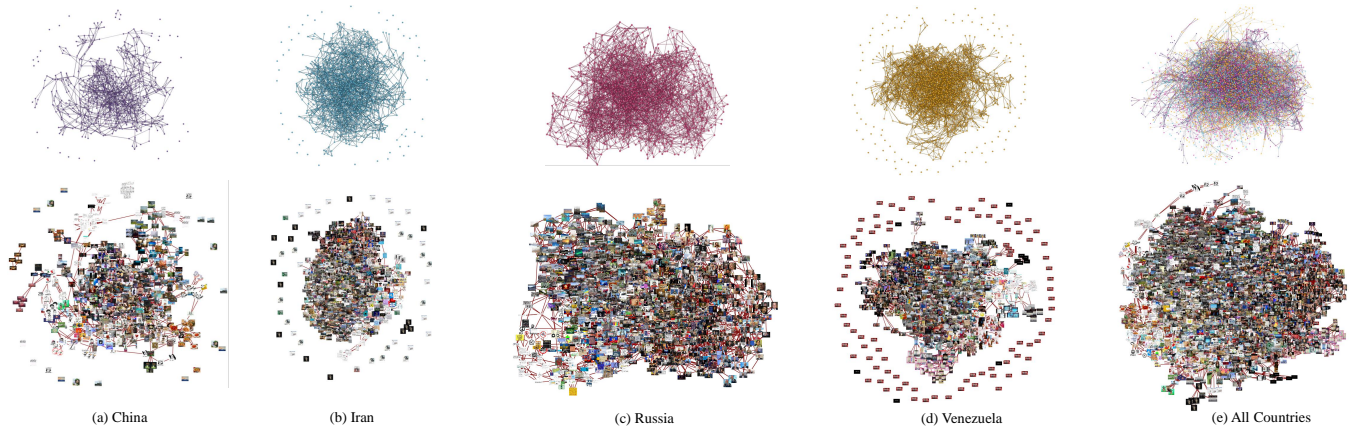 (a) China
(b) Iran
(c) Russia
(d) Venezuela
(e) All Countries